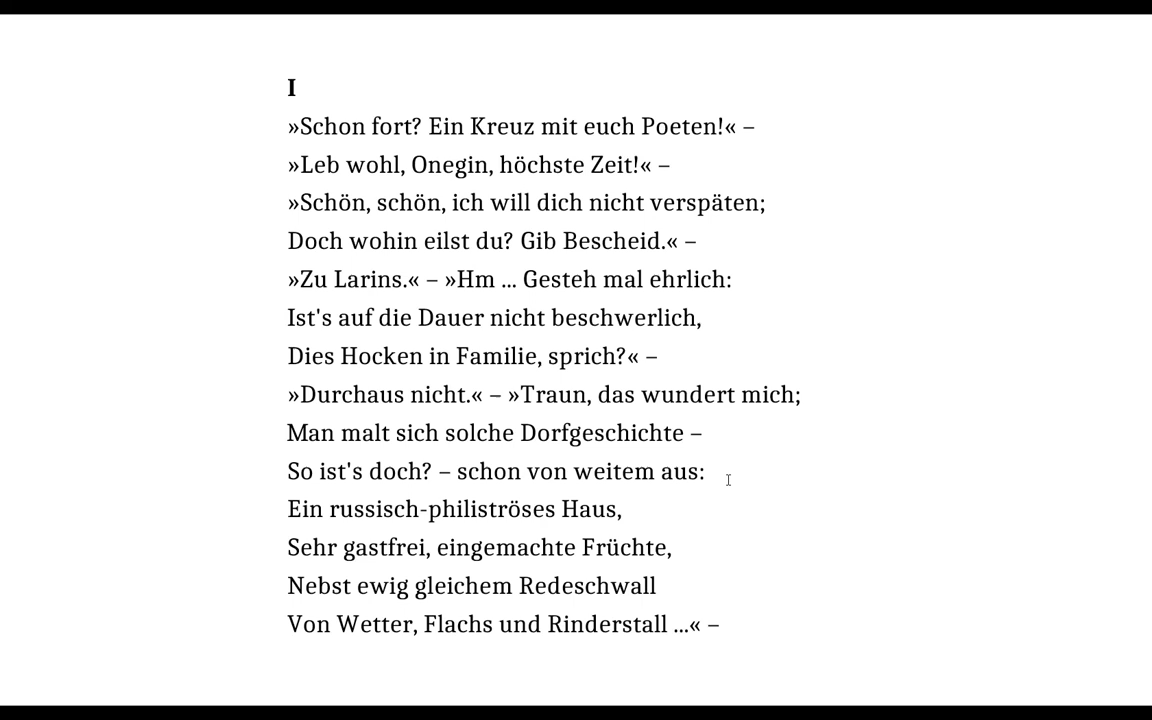 I
»Schon fort? Ein Kreuz mit euch Poeten!« –
»Leb wohl, Onegin, höchste Zeit!« –
»Schön, schön, ich will dich nicht verspäten;
Doch wohin eilst du? Gib Bescheid.« –
»Zu Larins.« – »Hm ... Gesteh mal ehrlich:
Ist's auf die Dauer nicht beschwerlich,
Dies Hocken in Familie, sprich?« –
»Durchaus nicht.« – »Traun, das wundert mich;
Man malt sich solche Dorfgeschichte –
So ist's doch? – schon von weitem aus:
Ein russisch-philiströses Haus,
Sehr gastfrei, eingemachte Früchte,
Nebst ewig gleichem Redeschwall
Von Wetter, Flachs und Rinderstall ...« –